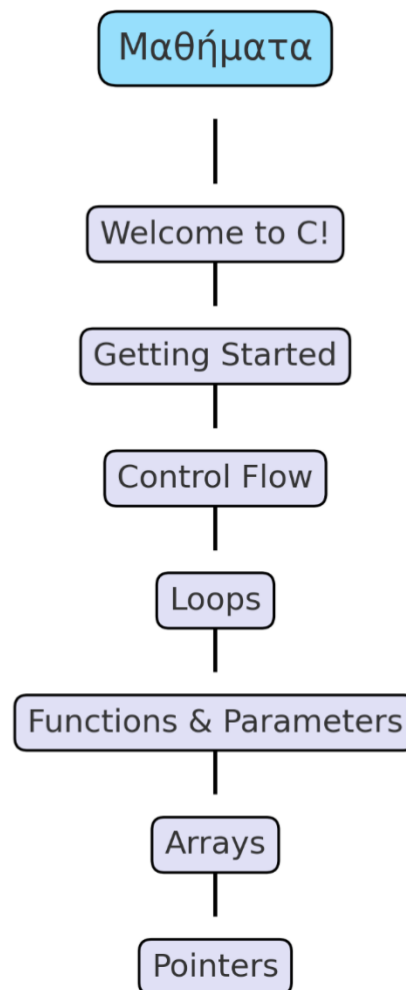 Μαθήματα
Welcome to C!
Getting Started
Control Flow
Loops
Functions & Parameters
Arrays
Pointers